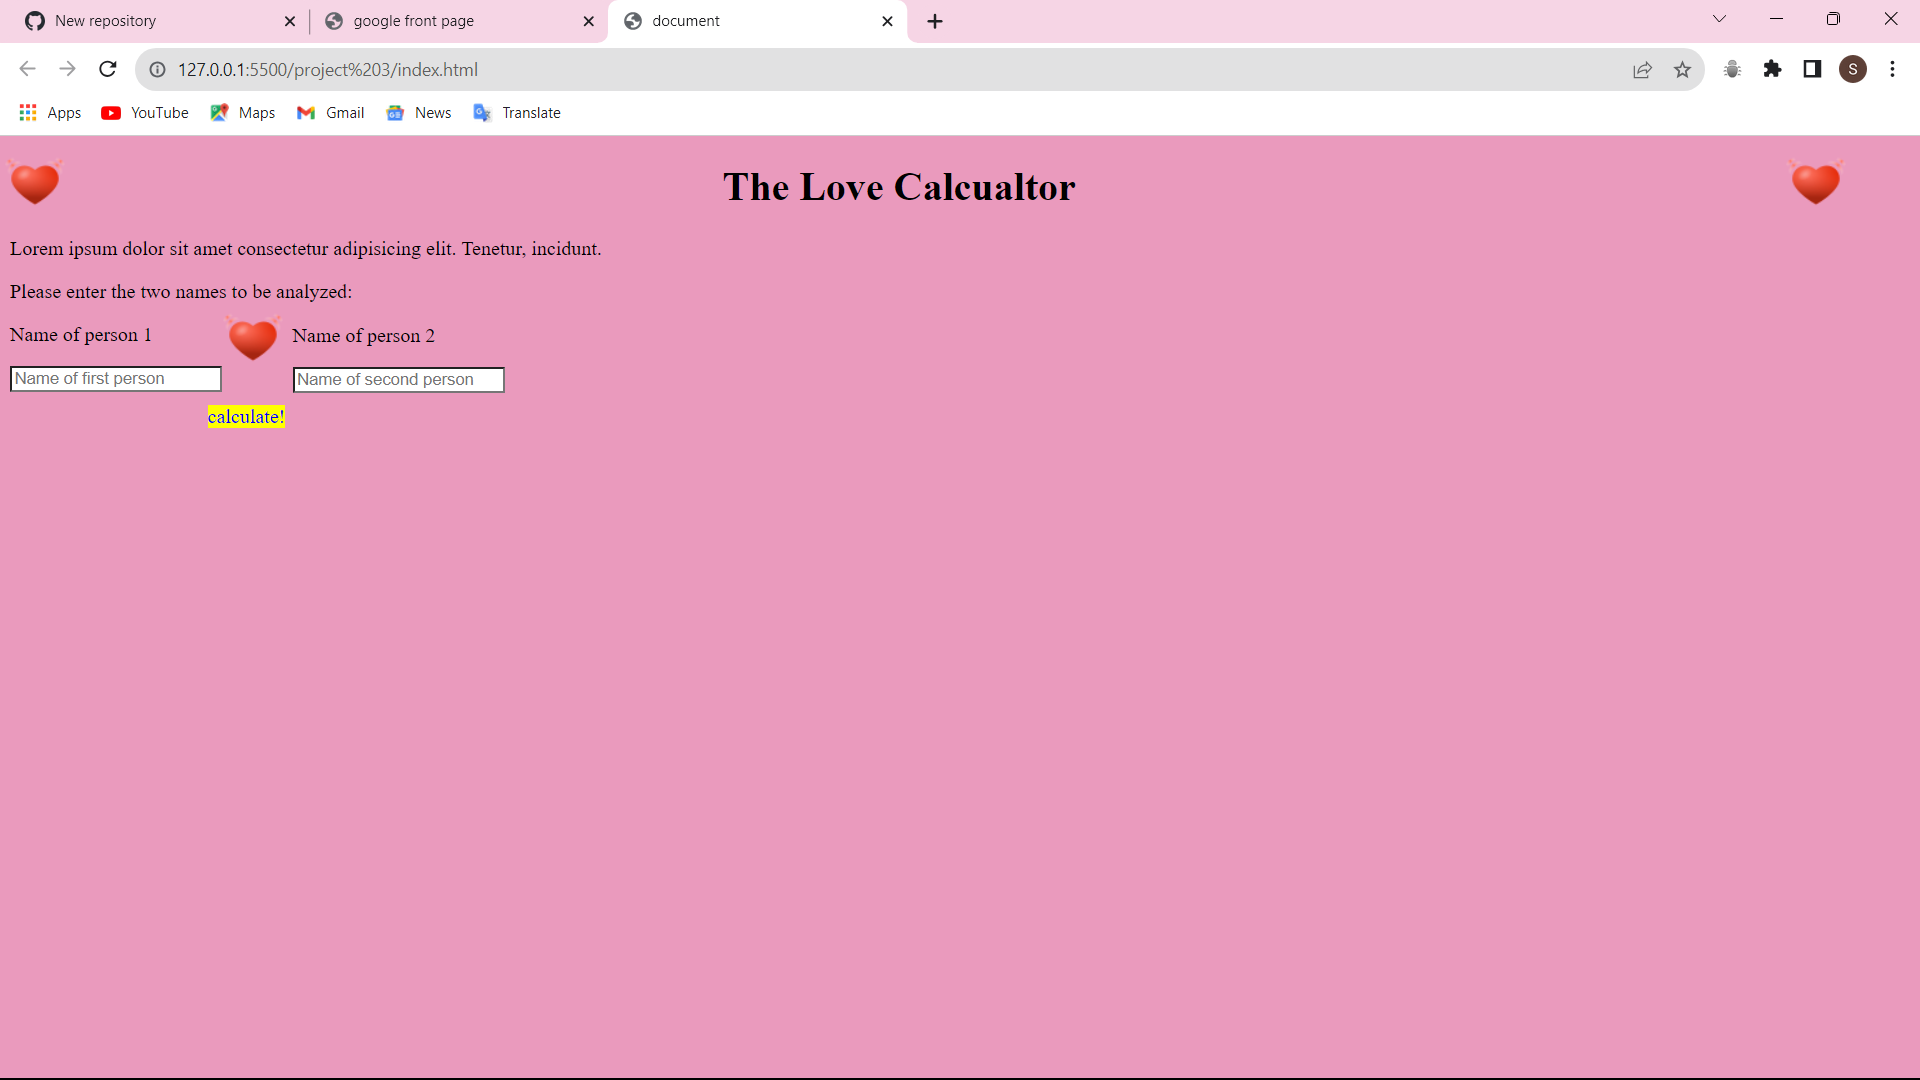 New repository
google front page
document
127.0.0.1:5500/project%203/index.html
S
Apps
YouTube
Maps
Gmail
News
Translate
The Love Calcualtor
Lorem ipsum dolor sit amet consectetur adipisicing elit. Tenetur, incidunt.
Please enter the two names to be analyzed:
Name of person 1
Name of person 2
Name of first person
Name of second person
calculate!